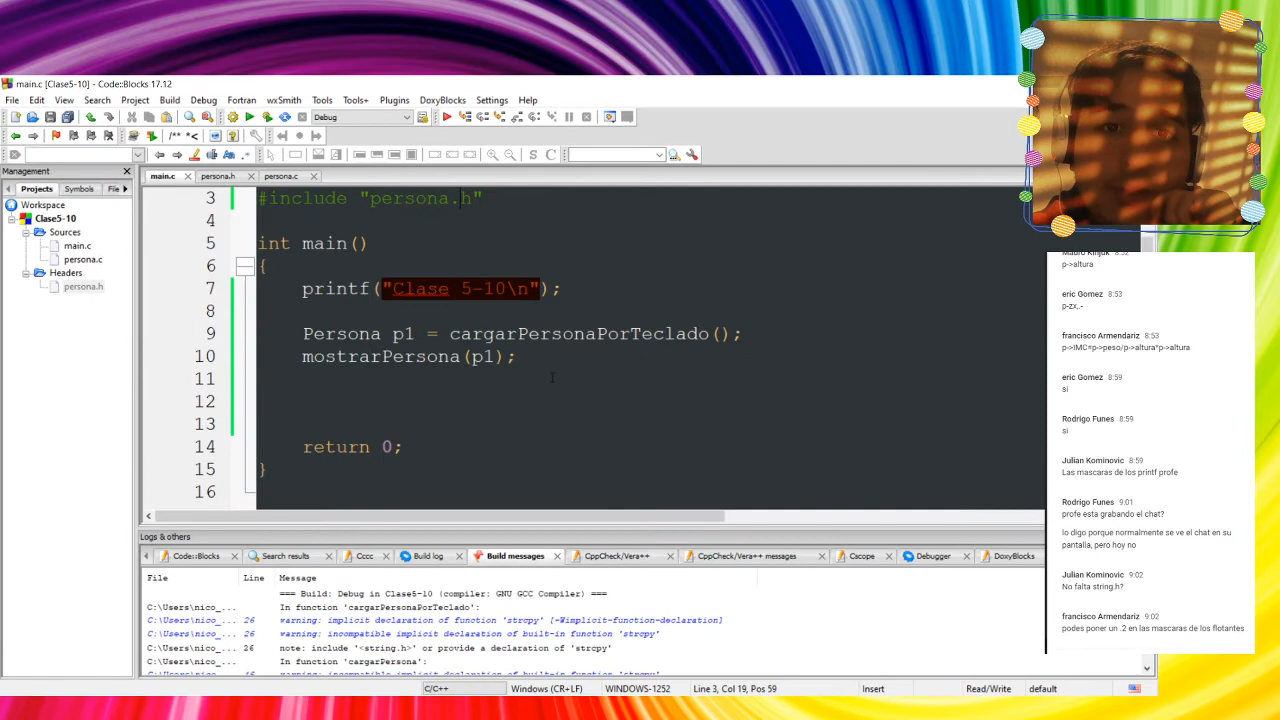 main.c [Clase5-10] - Code::Blocks 17.12
File Edit View Search Project Build Debug Fortran wxSmith Tools Tools+ Plugins DoxyBlocks Settings Help
Debug
/** *<
S C
Management
Projects Symbols File
Workspace
Clase5-10
Sources
main.c
persona.c
Headers
persona.h
main.c persona.h persona.c
3 #include "persona.h"
4
5 int main()
6 {
7 printf("Clase 5-10\n");
8
9 Persona p1 = cargarPersonaPorTeclado();
10 mostrarPersona(p1);
11
12
13
14 return 0;
15 }
16
Logs & others
Code::Blocks Search results Cccc Build log Build messages CppCheck/Vera++ CppCheck/Vera++ messages Cscope Debugger DoxyBlocks
File Line Message
=== Build: Debug in Clase5-10 (compiler: GNU GCC Compiler) ===
C:\Users\nico_... In function 'cargarPersonaPorTeclado':
C:\Users\nico_... 26 warning: implicit declaration of function 'strcpy' [-Wimplicit-function-declaration]
C:\Users\nico_... 26 warning: incompatible implicit declaration of built-in function 'strcpy'
C:\Users\nico_... 26 note: include '<string.h>' or provide a declaration of 'strcpy'
C:\Users\nico_... In function 'cargarPersona':
C/C++ Windows (CR+LF) WINDOWS-1252 Line 3, Col 19, Pos 59 Insert Read/Write default
p->altura
eric Gomez 8:53
p-zx,.-
francisco Armendariz 8:53
p->IMC=p->peso/p->altura*p->altura
eric Gomez 8:59
si
Rodrigo Funes 8:59
si
Julian Kominovic 8:59
Las mascaras de los printf profe
Rodrigo Funes 9:01
profe esta grabando el chat?
lo digo porque normalmente se ve el chat en su
pantalla, pero hoy no
Julian Kominovic 9:02
No falta string.h?
francisco Armendariz 9:02
podes poner un .2 en las mascaras de los flotantes